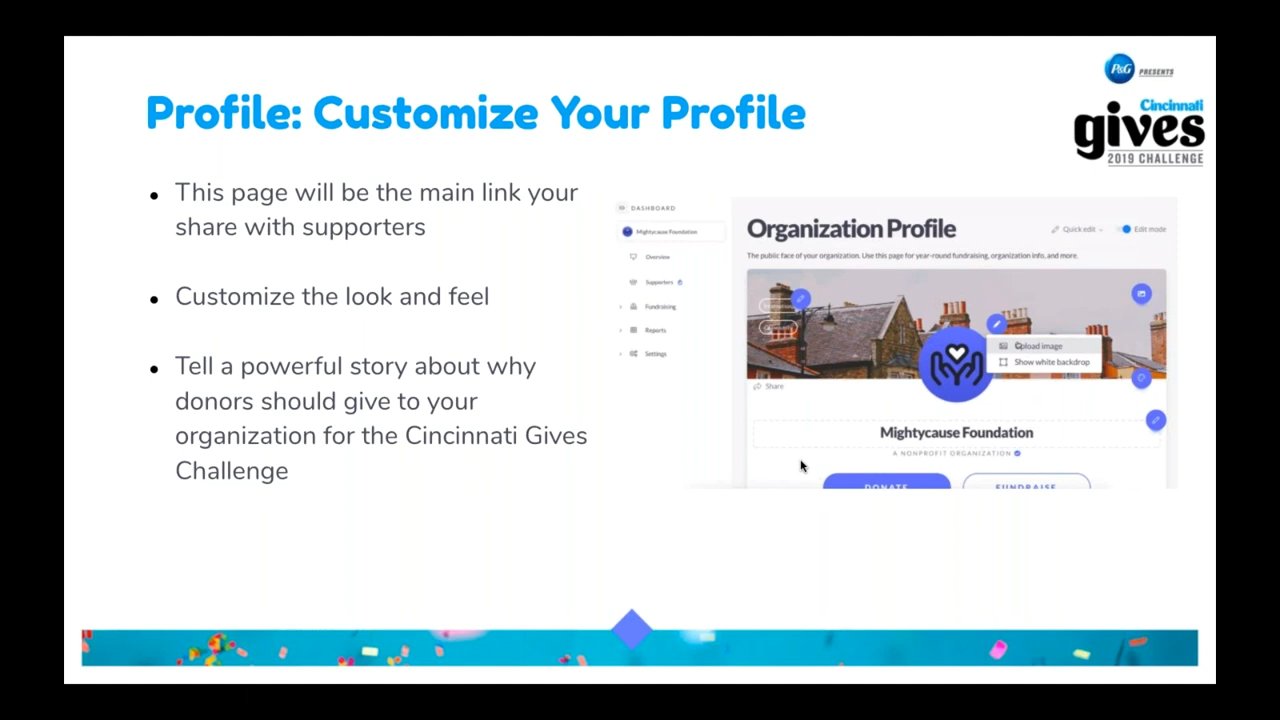 P&G PRESENTS
Cincinnati
gives
2019 CHALLENGE
Profile: Customize Your Profile
This page will be the main link your
share with supporters
Customize the look and feel
Tell a powerful story about why
donors should give to your
organization for the Cincinnati Gives
Challenge
DASHBOARD
Mightycause Foundation
Overview
Supporters
Fundraising
Reports
Settings
Organization Profile
Quick edit
Edit mode
The public face of your organization. Use this page for year-round fundraising, organization info, and more.
Upload image
Show white backdrop
Share
Mightycause Foundation
A NONPROFIT ORGANIZATION
DONATE
FUNDRAISE